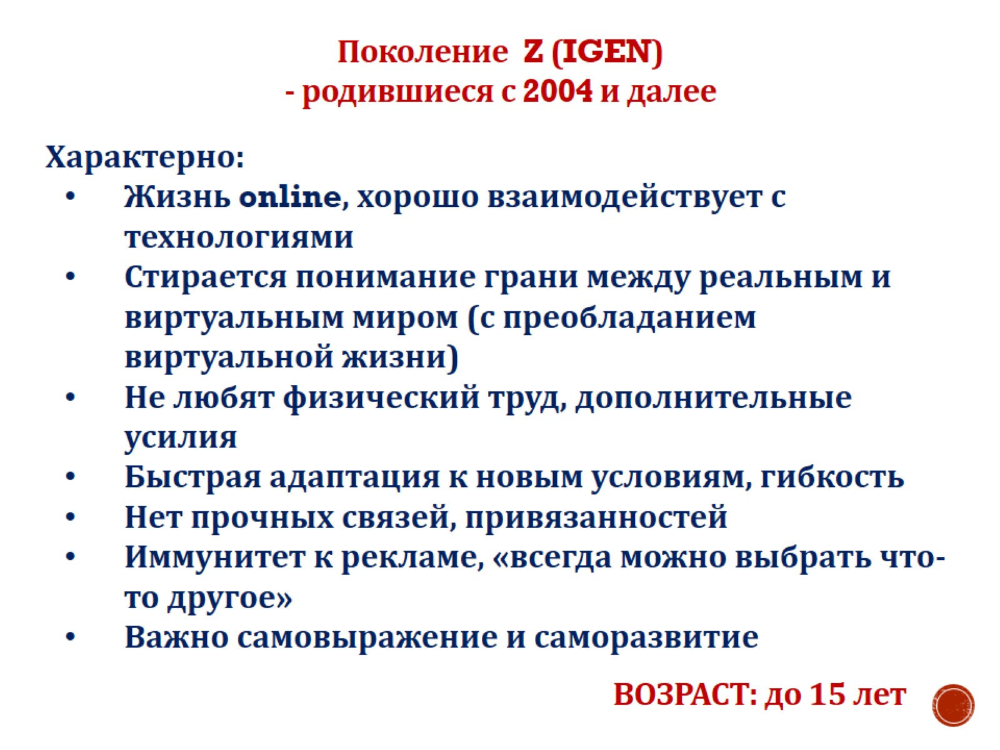 Поколение Z (IGEN)
- родившиеся с 2004 и далее
Характерно:
• Жизнь online, хорошо взаимодействует с
технологиями
• Стирается понимание грани между реальным и
виртуальным миром (с преобладанием
виртуальной жизни)
• Не любят физический труд, дополнительные
усилия
• Быстрая адаптация к новым условиям, гибкость
• Нет прочных связей, привязанностей
• Иммунитет к рекламе, «всегда можно выбрать что-
то другое»
• Важно самовыражение и саморазвитие
ВОЗРАСТ: до 15 лет